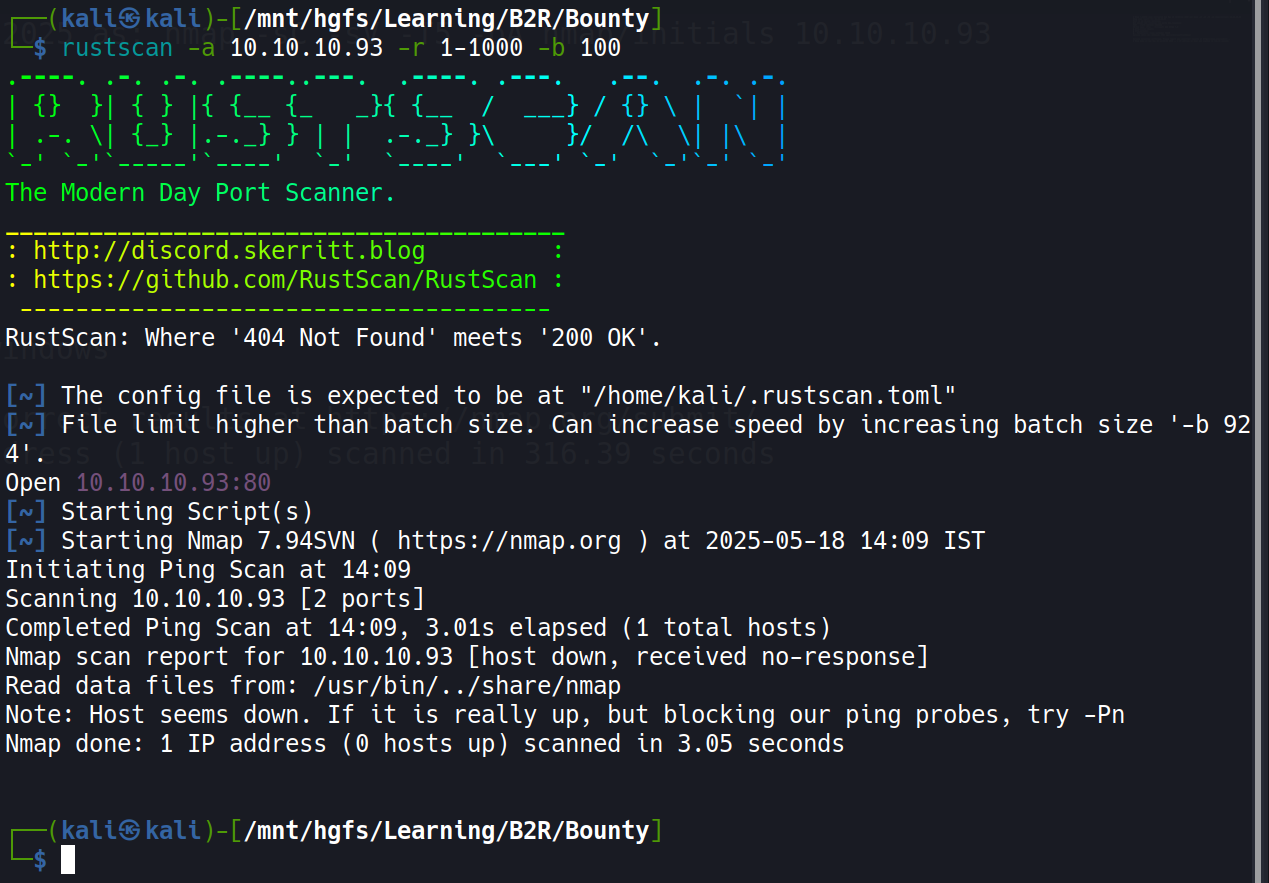 ┌──(kali㉿kali)-[/mnt/hgfs/Learning/B2R/Bounty]
└─$ rustscan -a 10.10.10.93 -r 1-1000 -b 100
.----. .-. .-. .----..---.  .----. .---.   .--.  .-. .-.
| {}  }| { } |{ {__ {_   _}{ {__  /  ___} / {} \ |  `| |
| .-. \| {_} |.-._} } | |  .-._} }\     }/  /\  \| |\  |
`-' `-'`-----'`----'  `-'  `----'  `---' `-'  `-'`-' `-'
The Modern Day Port Scanner.
________________________________________
: http://discord.skerritt.blog         :
: https://github.com/RustScan/RustScan :
 --------------------------------------
RustScan: Where '404 Not Found' meets '200 OK'.
[~] The config file is expected to be at "/home/kali/.rustscan.toml"
[~] File limit higher than batch size. Can increase speed by increasing batch size '-b 92
4'.
Open 10.10.10.93:80
[~] Starting Script(s)
[~] Starting Nmap 7.94SVN ( https://nmap.org ) at 2025-05-18 14:09 IST
Initiating Ping Scan at 14:09
Scanning 10.10.10.93 [2 ports]
Completed Ping Scan at 14:09, 3.01s elapsed (1 total hosts)
Nmap scan report for 10.10.10.93 [host down, received no-response]
Read data files from: /usr/bin/../share/nmap
Note: Host seems down. If it is really up, but blocking our ping probes, try -Pn
Nmap done: 1 IP address (0 hosts up) scanned in 3.05 seconds
┌──(kali㉿kali)-[/mnt/hgfs/Learning/B2R/Bounty]
└─$